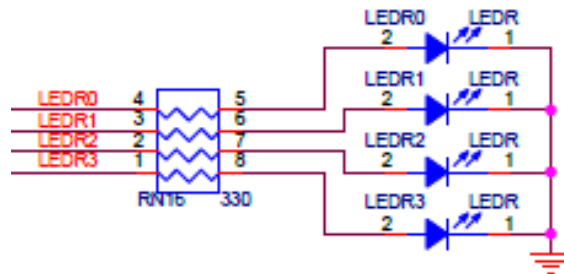 LEDR0 LEDR
2 1
LEDR0 4 5
LEDR1 3 6
LEDR2 2 7
LEDR3 1 8
RN16 330
LEDR1 LEDR
2 1
LEDR2 LEDR
2 1
LEDR3 LEDR
2 1